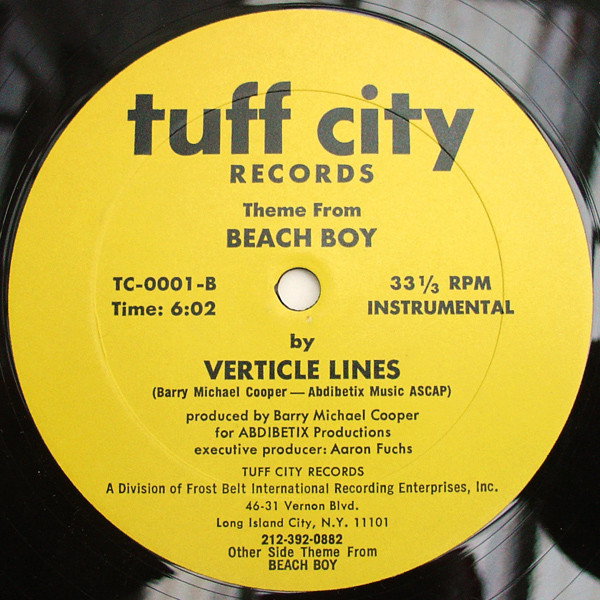 tuff city
RECORDS
Theme From
BEACH BOY
TC-0001-B
Time: 6:02
33 1/3 RPM
INSTRUMENTAL
by
VERTICLE LINES
(Barry Michael Cooper — Abdibetix Music ASCAP)
produced by Barry Michael Cooper
for ABDIBETIX Productions
executive producer: Aaron Fuchs
TUFF CITY RECORDS
A Division of Frost Belt International Recording Enterprises, Inc.
46-31 Vernon Blvd.
Long Island City, N.Y. 11101
212-392-0882
Other Side Theme From
BEACH BOY